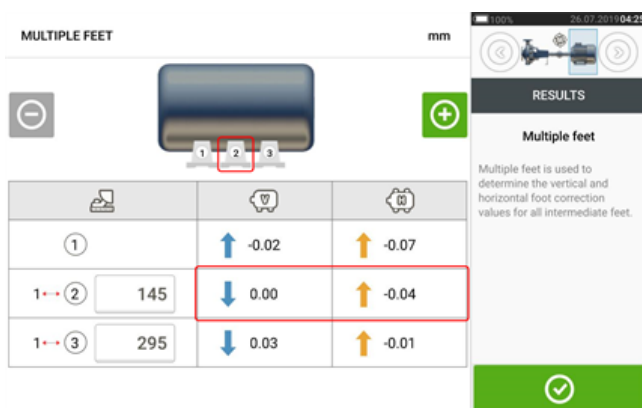 MULTIPLE FEET
mm
1 2 3
V H
1 -0.02 -0.07
1 2 145 0.00 -0.04
1 3 295 0.03 -0.01
100% 26.07.2019 04:25
RESULTS
Multiple feet
Multiple feet is used to
determine the vertical and
horizontal foot correction
values for all intermediate feet.